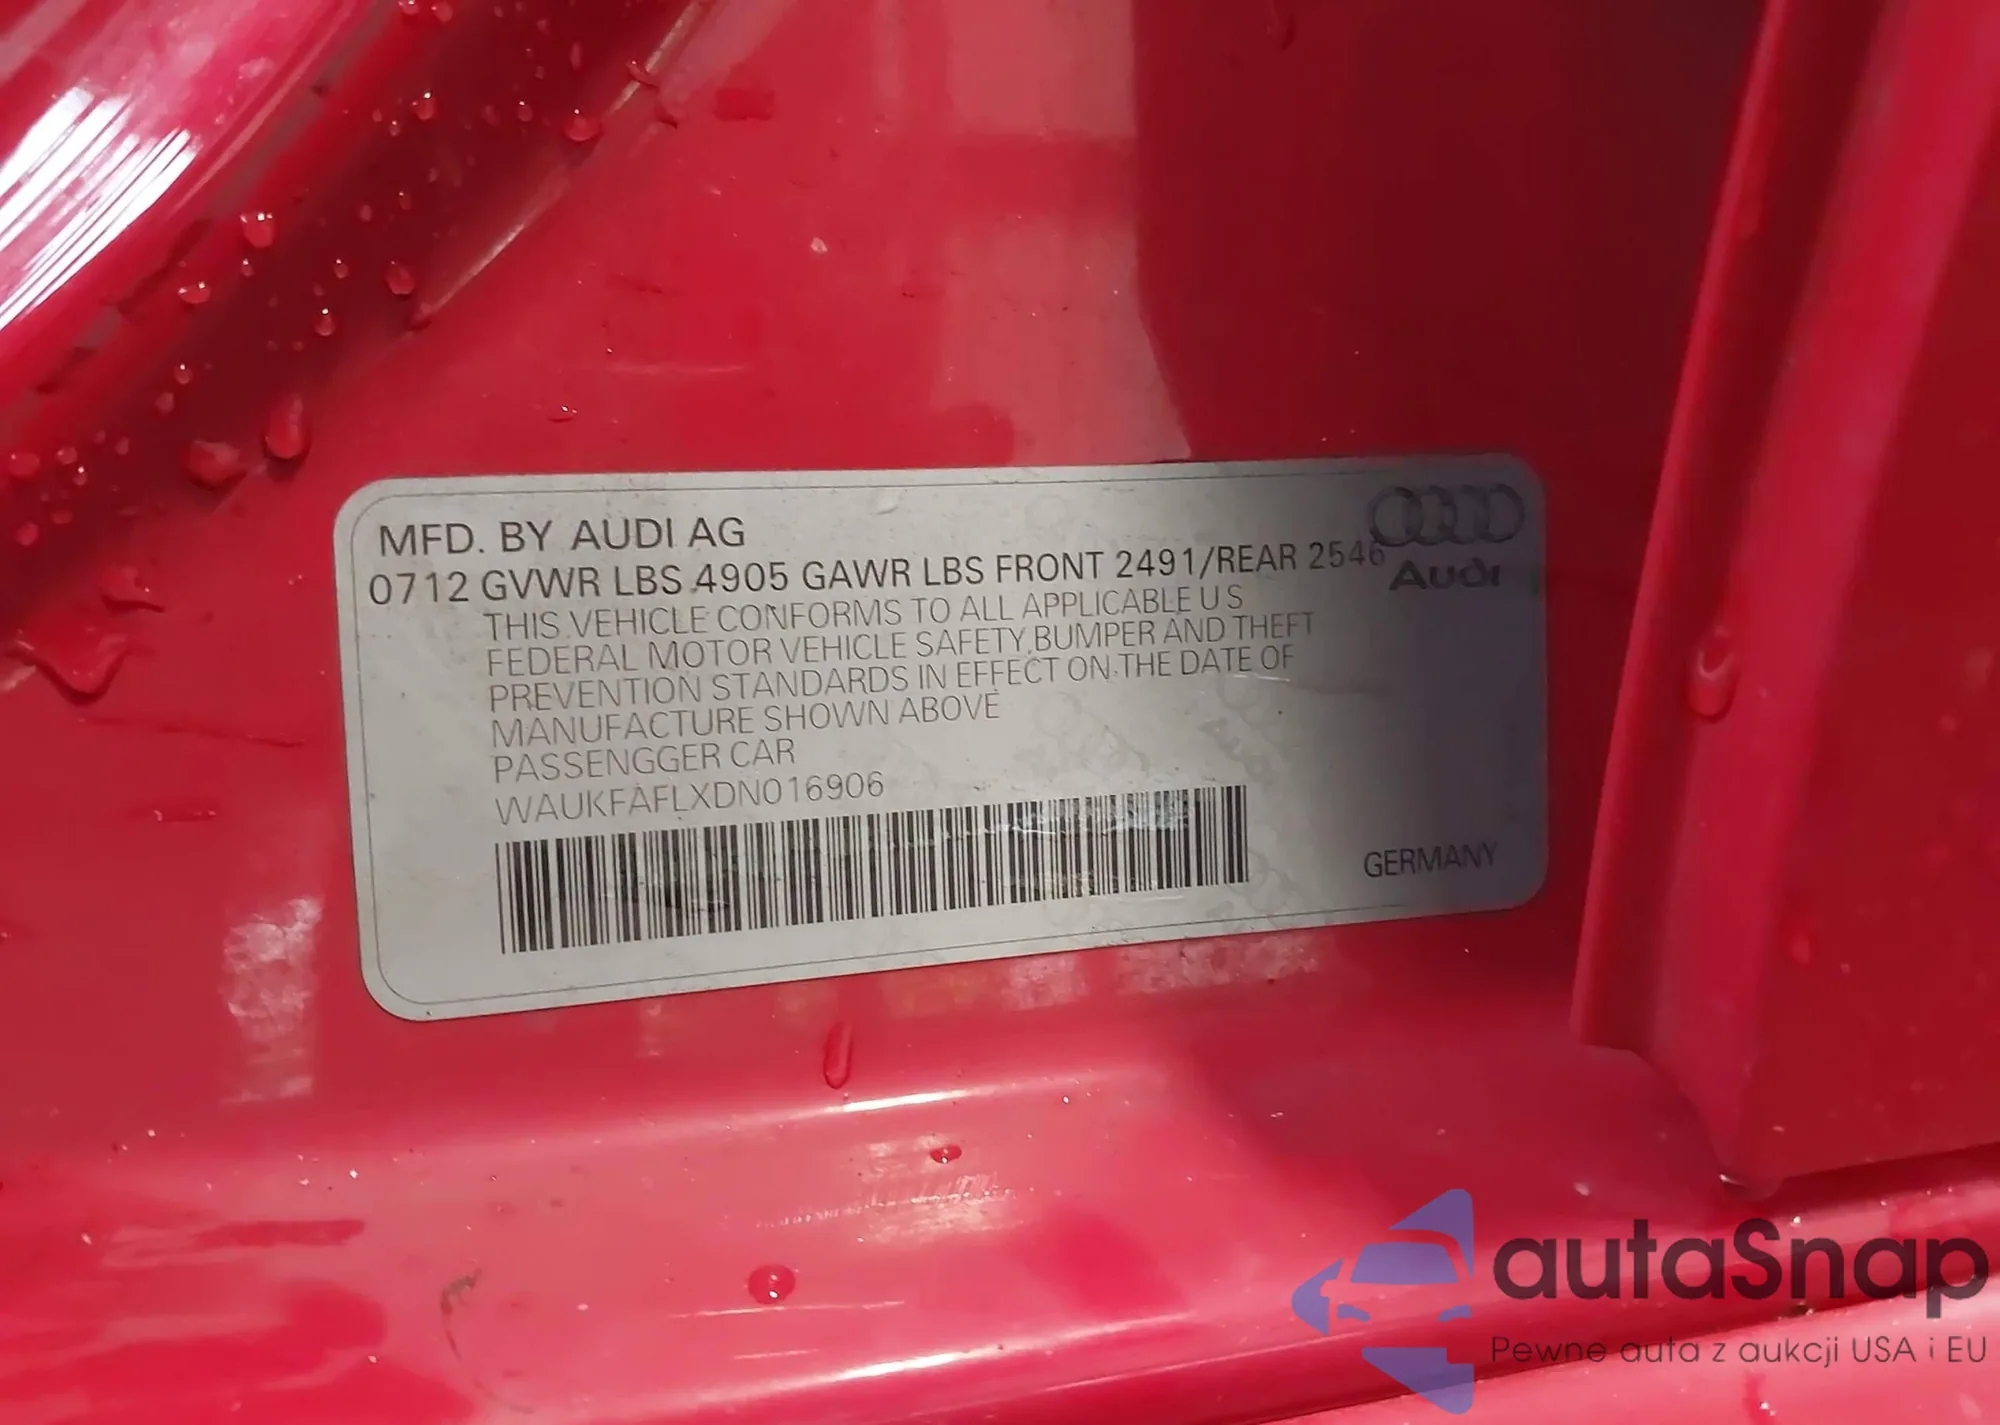 MFD. BY AUDI AG
0712 GVWR LBS 4905 GAWR LBS FRONT 2491/REAR 2546
Audi
THIS VEHICLE CONFORMS TO ALL APPLICABLE U S
FEDERAL MOTOR VEHICLE SAFETY, BUMPER AND THEFT
PREVENTION STANDARDS IN EFFECT ON THE DATE OF
MANUFACTURE SHOWN ABOVE
PASSENGGER CAR
WAUKFAFLXDN016906
GERMANY
autaSnap
Pewne auta z aukcji USA i EU